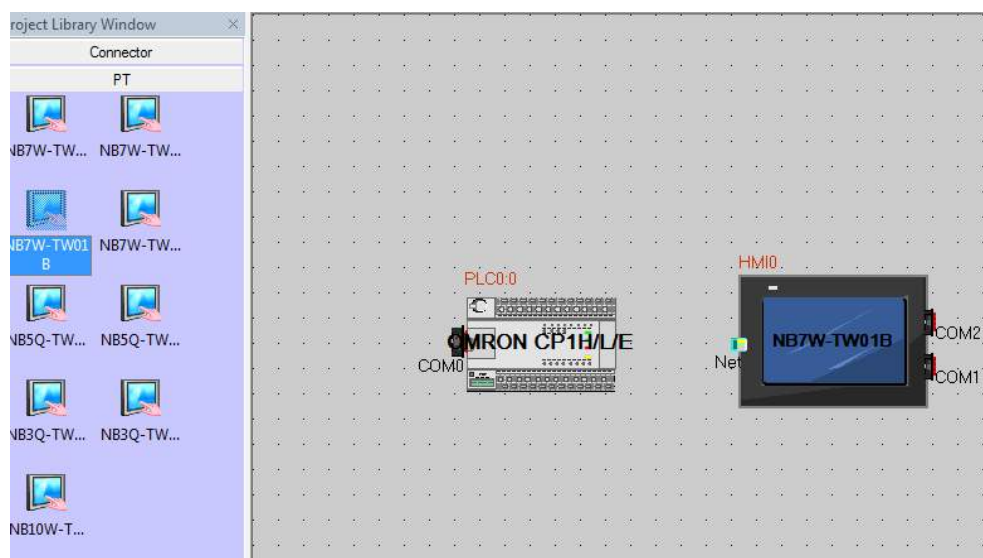 roject Library Window
Connector
PT
NB7W-TW... NB7W-TW...
NB7W-TW01
B
NB7W-TW...
NB5Q-TW... NB5Q-TW...
NB3Q-TW... NB3Q-TW...
NB10W-T...
PLC0:0
OMRON CP1H/L/E
COM0
HMI0
NB7W-TW01B
Net
COM2
COM1